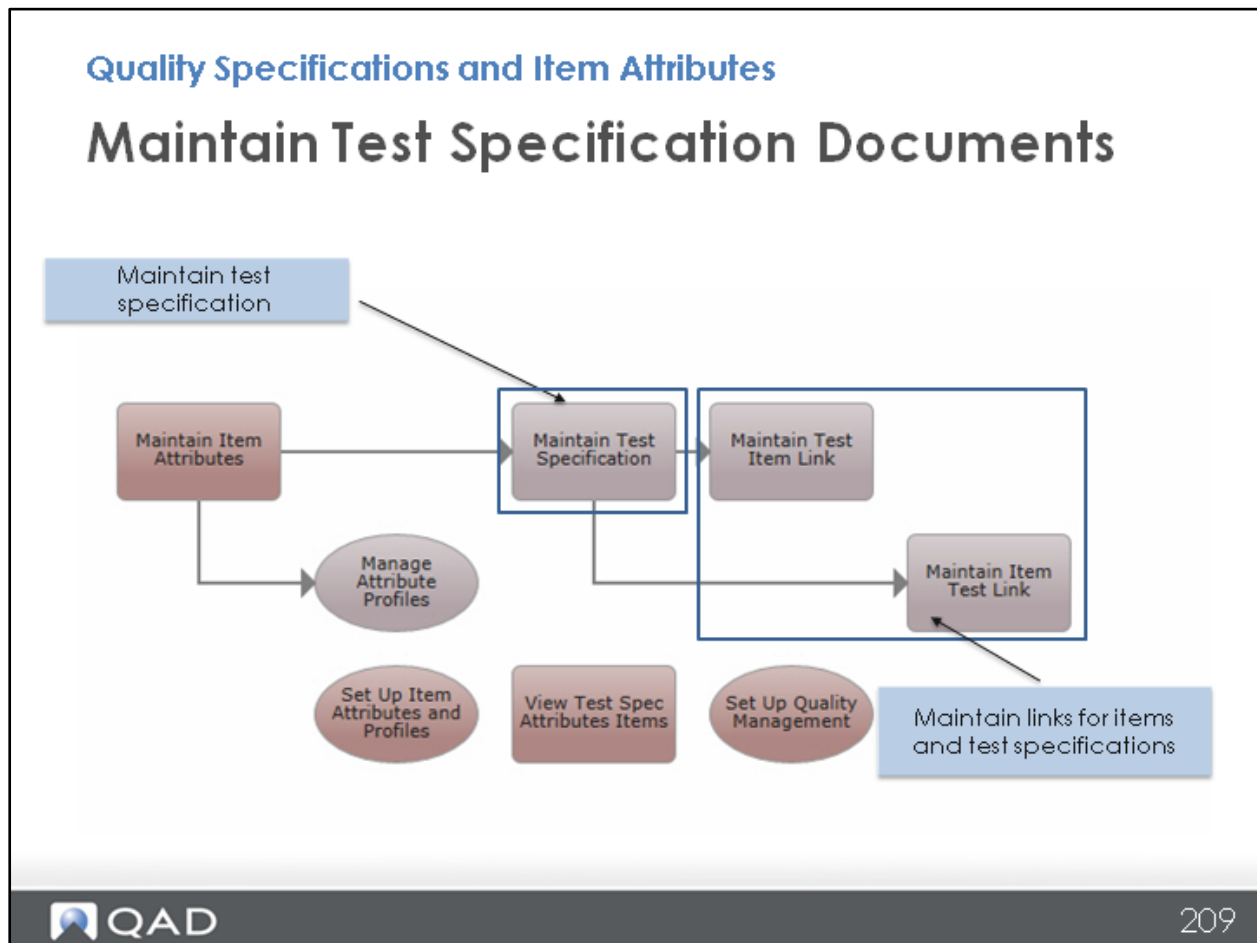 Quality Specifications and Item Attributes
Maintain Test Specification Documents
Maintain test
specification
Maintain Item
Attributes
Maintain Test
Specification
Maintain Test
Item Link
Manage
Attribute
Profiles
Maintain Item
Test Link
Set Up Item
Attributes and
Profiles
View Test Spec
Attributes Items
Set Up Quality
Management
Maintain links for items
and test specifications
QAD
209